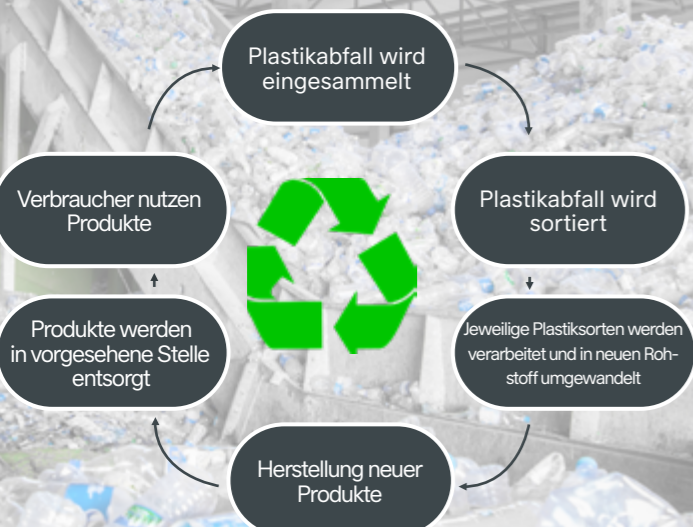 Plastikabfall wird
eingesammelt
Plastikabfall wird
sortiert
Jeweilige Plastiksorten werden
verarbeitet und in neuen Roh-
stoff umgewandelt
Herstellung neuer
Produkte
Produkte werden
in vorgesehene Stelle
entsorgt
Verbraucher nutzen
Produkte